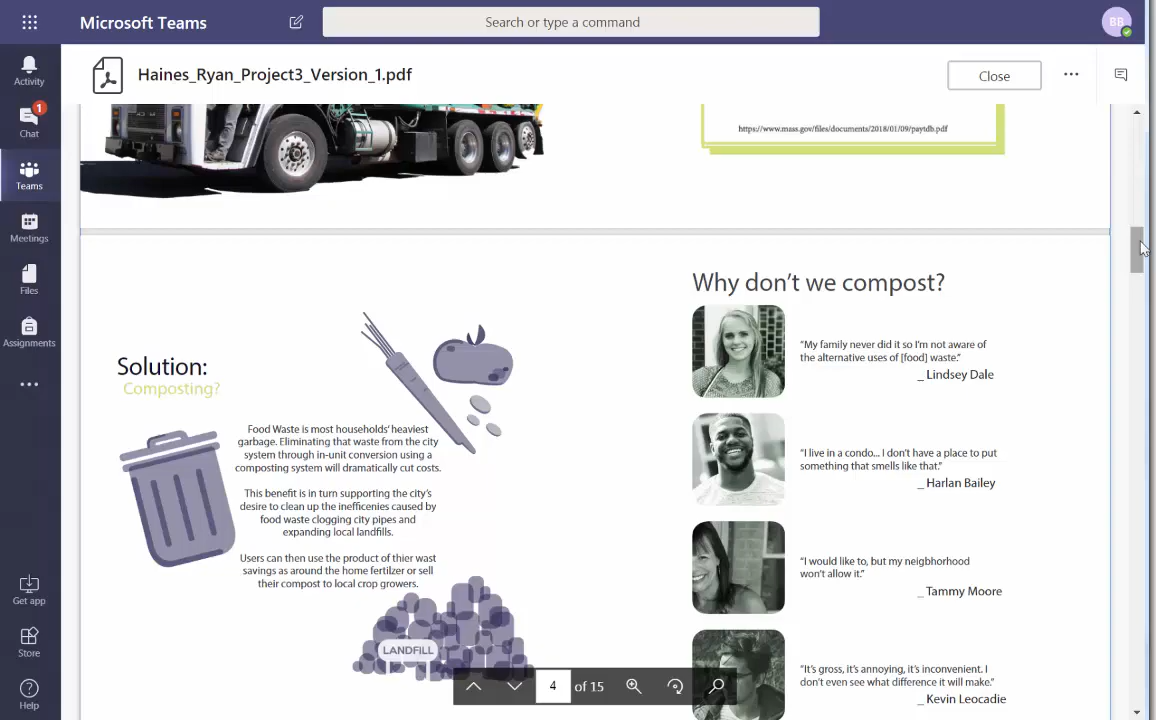 Microsoft Teams
Search or type a command
BB
Activity
1
Chat
Teams
Meetings
Files
Assignments
Get app
Store
Help
Haines_Ryan_Project3_Version_1.pdf
Close
https://www.mass.gov/files/documents/2018/01/09/paytdb.pdf
Solution:
Composting?
Food Waste is most households' heaviest
garbage. Eliminating that waste from the city
system through in-unit conversion using a
composting system will dramatically cut costs.
This benefit is in turn supporting the city's
desire to clean up the inefficenies caused by
food waste clogging city pipes and
expanding local landfills.
Users can then use the product of thier wast
savings as around the home fertilzer or sell
their compost to local crop growers.
LANDFILL
Why don't we compost?
"My family never did it so I'm not aware of
the alternative uses of [food] waste."
_ Lindsey Dale
"I live in a condo... I don't have a place to put
something that smells like that."
_ Harlan Bailey
"I would like to, but my neigbhorhood
won't allow it."
_ Tammy Moore
"It's gross, it's annoying, it's inconvenient. I
don't even see what difference it will make."
_ Kevin Leocadie
4 of 15